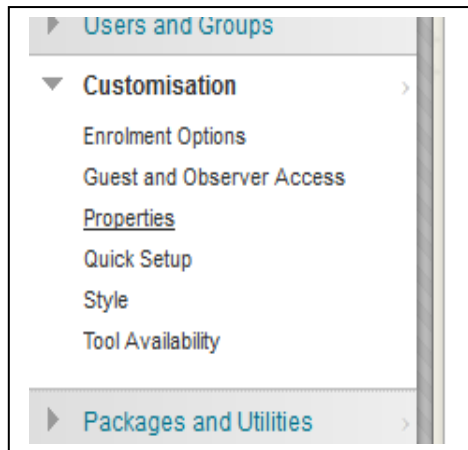 Users and Groups
Customisation
Enrolment Options
Guest and Observer Access
Properties
Quick Setup
Style
Tool Availability
Packages and Utilities